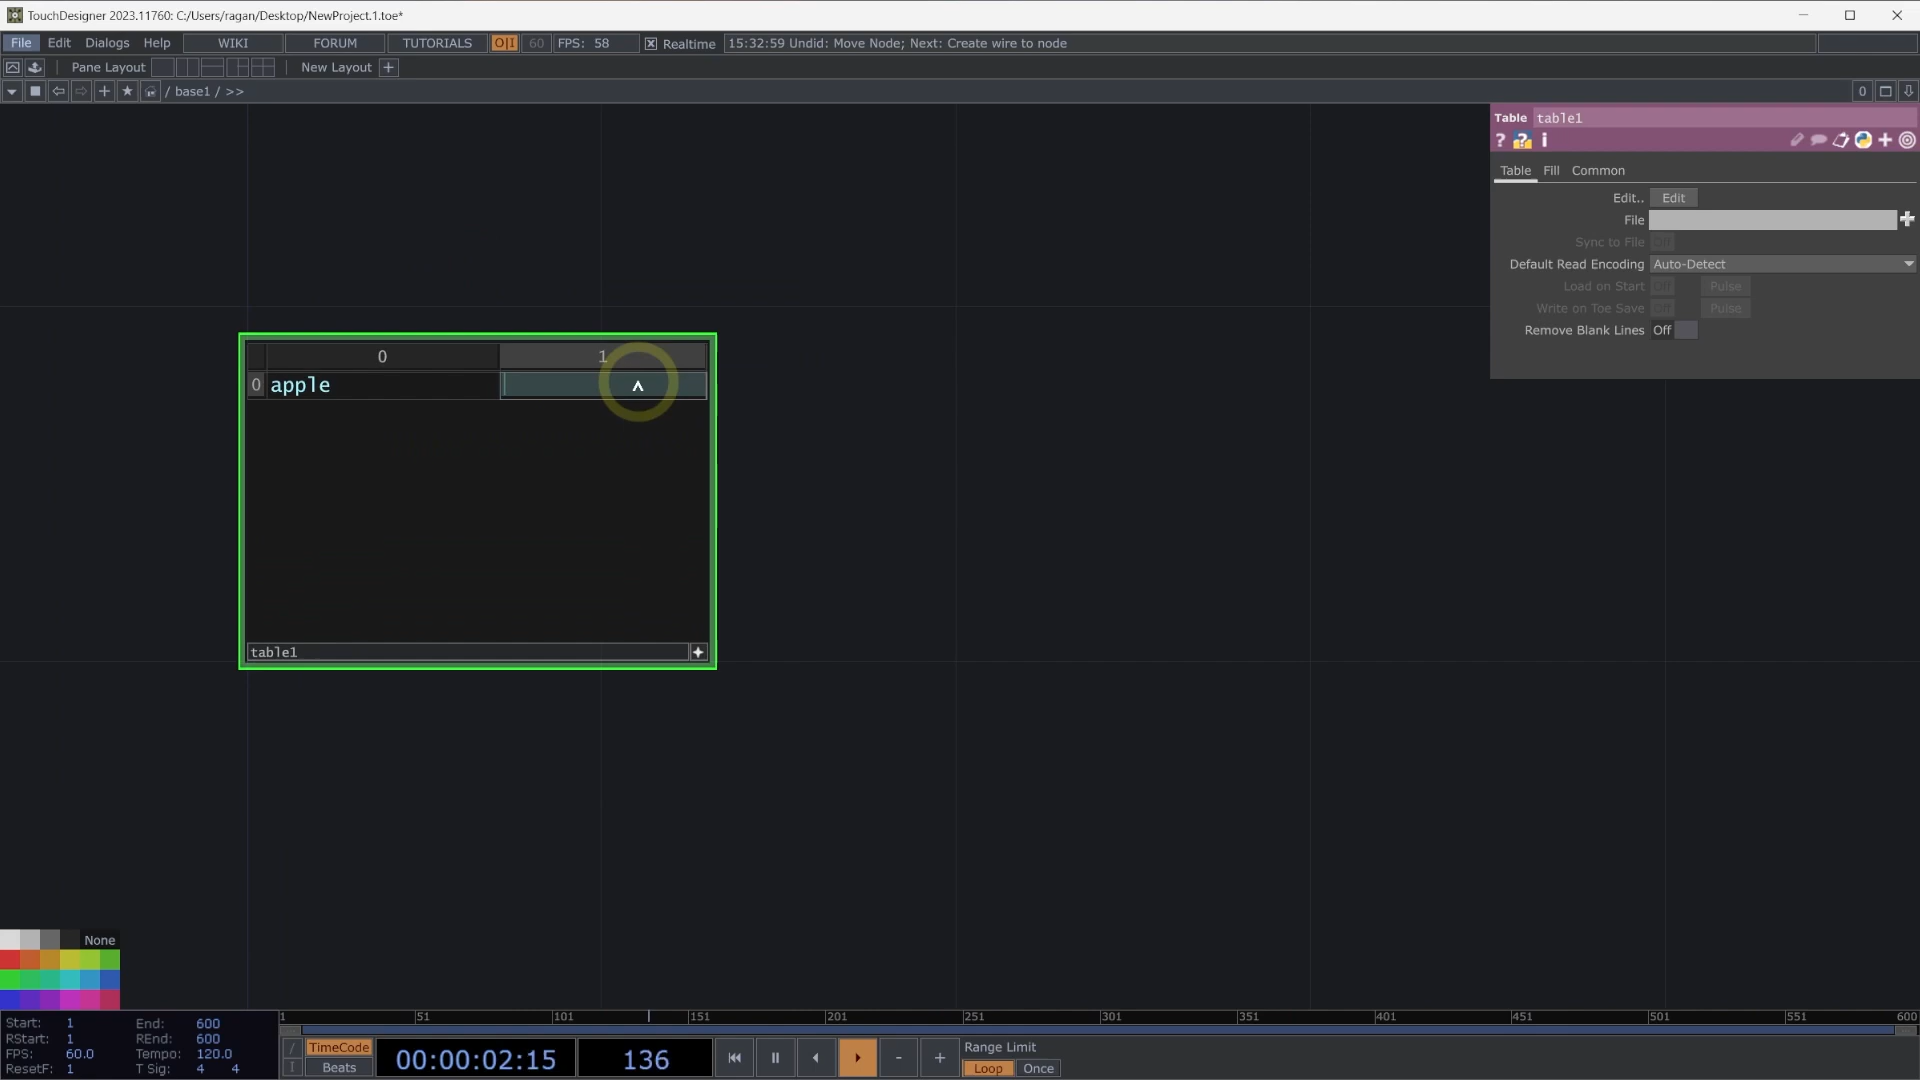 TouchDesigner 2023.11760: C:/Users/ragan/Desktop/NewProject.1.toe*
File Edit Dialogs Help WIKI FORUM TUTORIALS O|I 60 FPS: 58 Realtime 15:32:59 Undid: Move Node; Next: Create wire to node
Pane Layout New Layout +
/ base1 / >> 0
Table table1
? ? i
Table Fill Common
Edit.. Edit
File
Sync to File Off
Default Read Encoding Auto-Detect
Load on Start Off Pulse
Write on Toe Save Off Pulse
Remove Blank Lines Off
0 1
0 apple
table1
None
1 51 101 151 201 251 301 351 401 451 501 551 600
Start: 1 End: 600
RStart: 1 REnd: 600
FPS: 60.0 Tempo: 120.0
ResetF: 1 T Sig: 4 4
TimeCode
Beats
00:00:02:15 136
- +
Range Limit
Loop Once